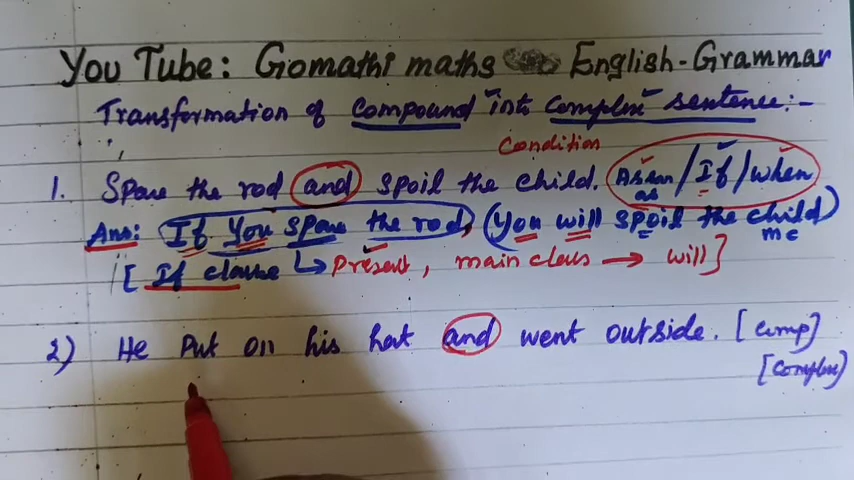 You Tube: Gomathi maths English-Grammar
Transformation of compound into complex sentence:-
Condition
1. Spare the rod and spoil the child. As soon as / If / when
Ans: If you spare the rod, (you will spoil the child)
mc
[If clause → Present, main claus → will]
2) He Put on his hat and went outside. [comp]
[complex]